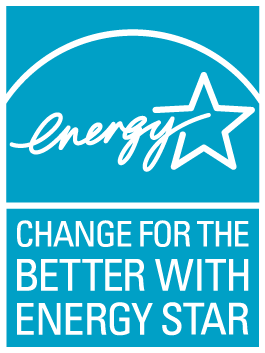 energy
CHANGE FOR THE
BETTER WITH
ENERGY STAR